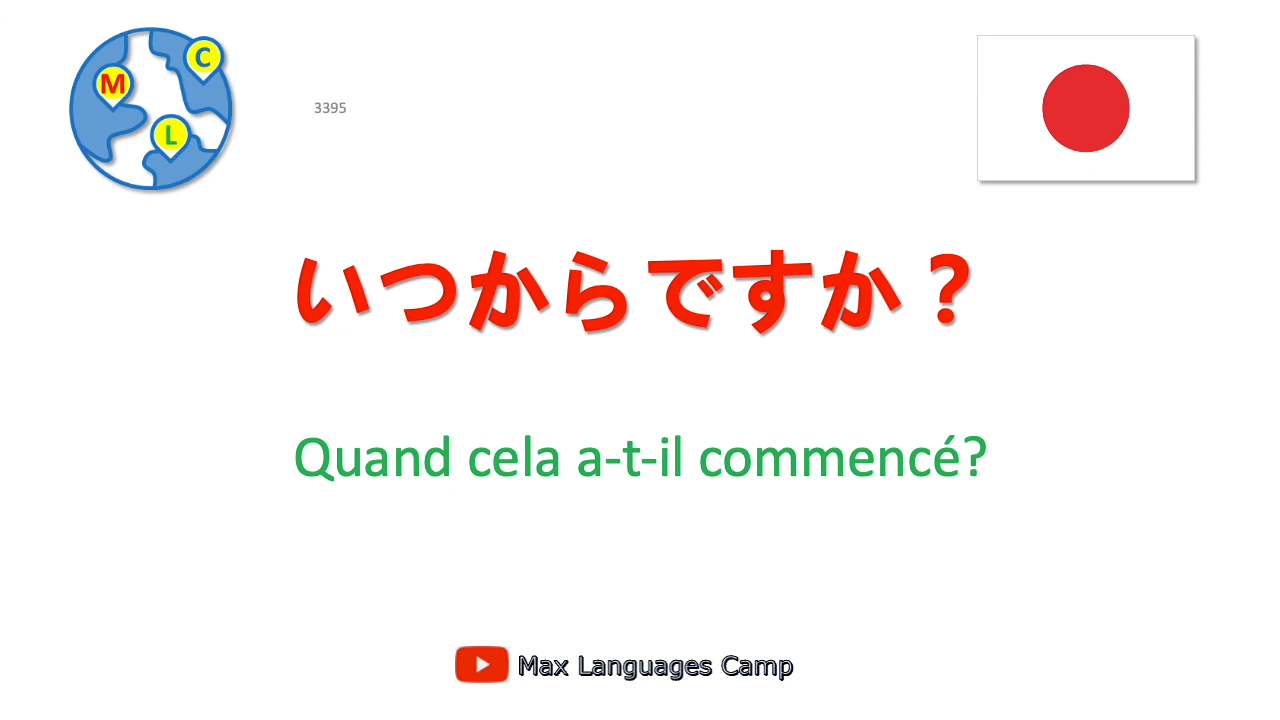 M
C
L
3395
いつからですか？
Quand cela a-t-il commencé?
Max Languages Camp